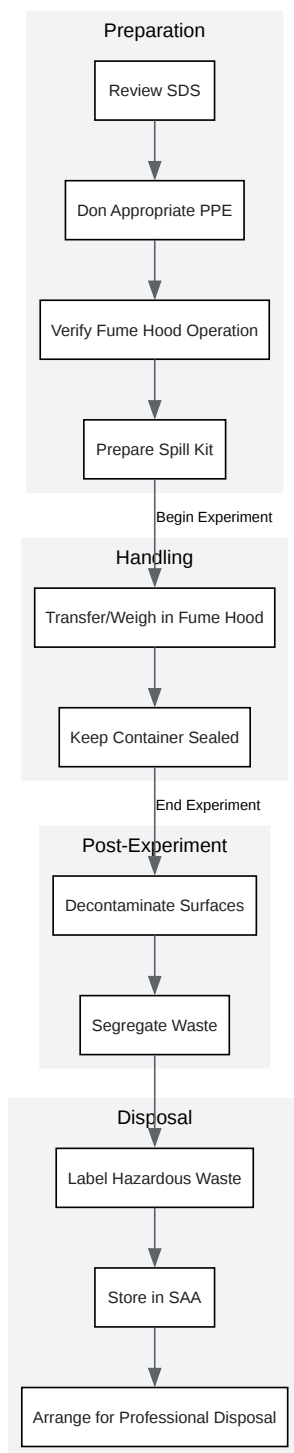 Preparation
Review SDS
Don Appropriate PPE
Verify Fume Hood Operation
Prepare Spill Kit
Begin Experiment
Handling
Transfer/Weigh in Fume Hood
Keep Container Sealed
End Experiment
Post-Experiment
Decontaminate Surfaces
Segregate Waste
Disposal
Label Hazardous Waste
Store in SAA
Arrange for Professional Disposal